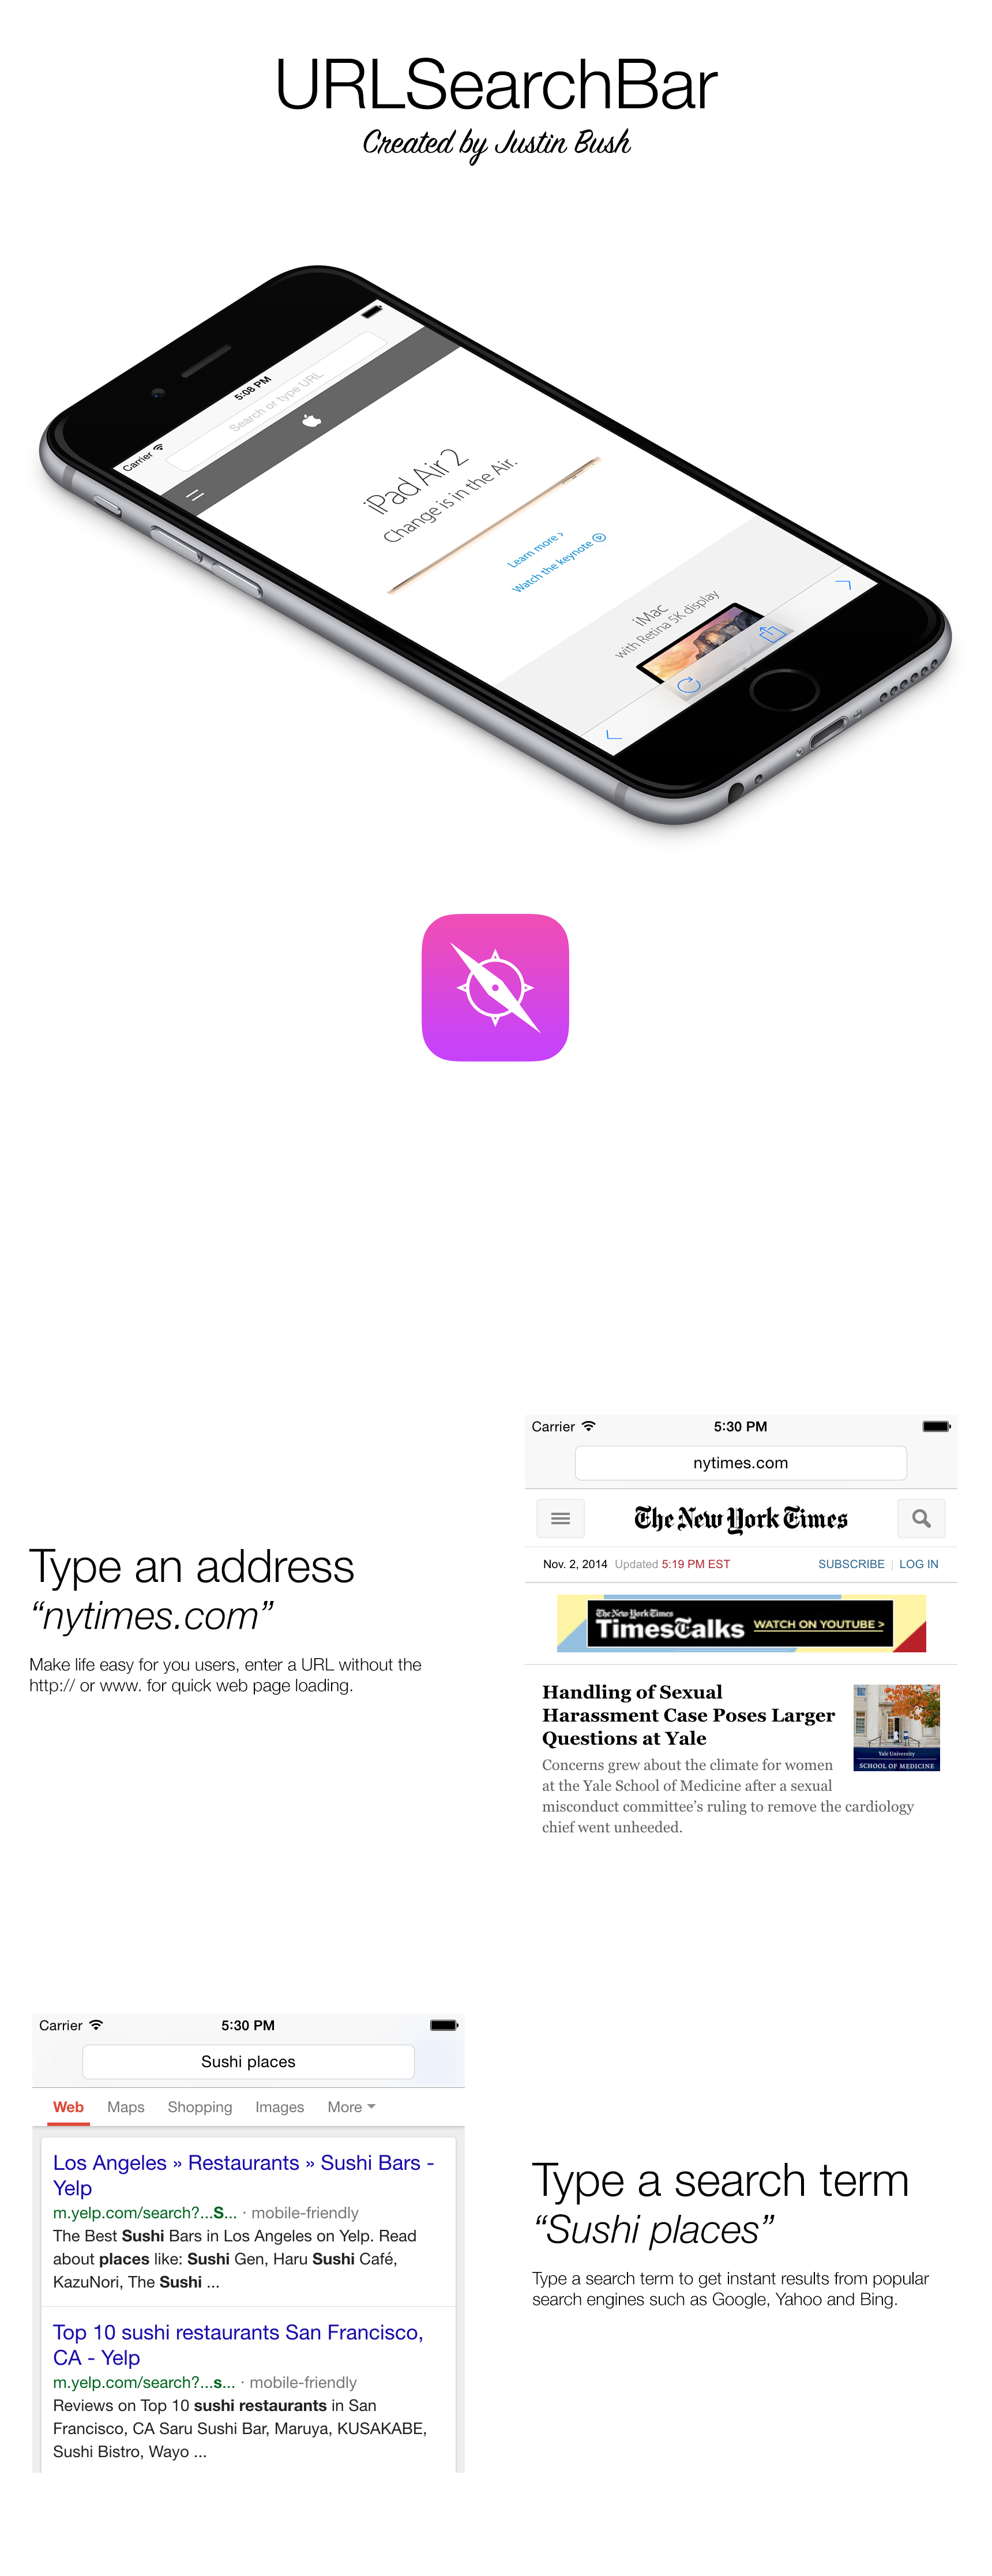 URLSearchBar
Created by Justin Bush
Carrier
5:08 PM
Search or type URL
iPad Air 2
Change is in the Air.
Learn more
Watch the keynote
iMac
with Retina 5K display
Carrier 5:30 PM
nytimes.com
The New York Times
Nov. 2, 2014 Updated 5:19 PM EST SUBSCRIBE | LOG IN
The New York Times
TimesTalks WATCH ON YOUTUBE >
Handling of Sexual
Harassment Case Poses Larger
Questions at Yale
Yale University
SCHOOL OF MEDICINE
Concerns grew about the climate for women
at the Yale School of Medicine after a sexual
misconduct committee’s ruling to remove the cardiology
chief went unheeded.
Type an address
“nytimes.com”
Make life easy for you users, enter a URL without the
http:// or www. for quick web page loading.
Carrier 5:30 PM
Sushi places
Web Maps Shopping Images More
Los Angeles » Restaurants » Sushi Bars -
Yelp
m.yelp.com/search?...S... · mobile-friendly
The Best Sushi Bars in Los Angeles on Yelp. Read
about places like: Sushi Gen, Haru Sushi Café,
KazuNori, The Sushi ...
Top 10 sushi restaurants San Francisco,
CA - Yelp
m.yelp.com/search?...s... · mobile-friendly
Reviews on Top 10 sushi restaurants in San
Francisco, CA Saru Sushi Bar, Maruya, KUSAKABE,
Sushi Bistro, Wayo ...
Type a search term
“Sushi places”
Type a search term to get instant results from popular
search engines such as Google, Yahoo and Bing.